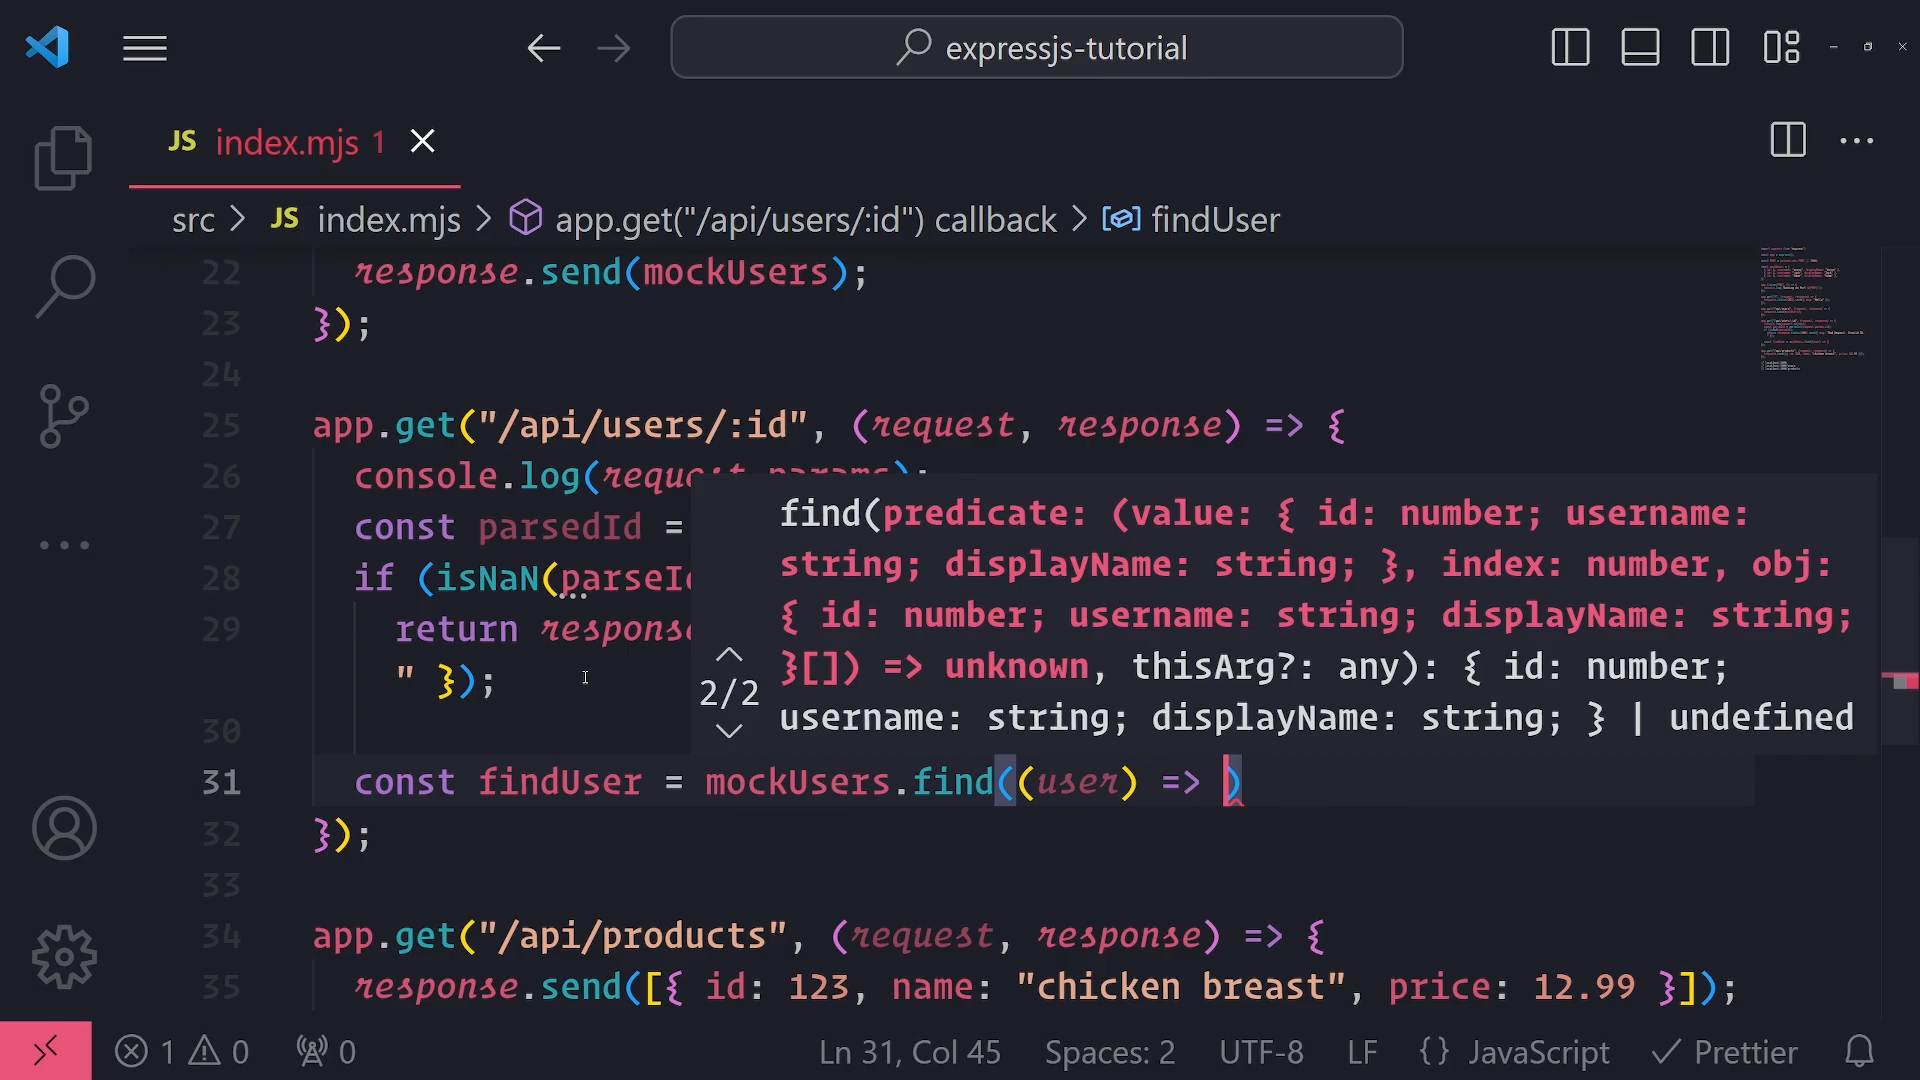 expressjs-tutorial
JS index.mjs 1
src > JS index.mjs > app.get("/api/users/:id") callback > findUser
22 response.send(mockUsers);
23 });
24
25 app.get("/api/users/:id", (request, response) => {
26 console.log(request.params);
27 const parsedId =
28 if (isNaN(parseId
29 return response
" });
30
find(predicate: (value: { id: number; username:
string; displayName: string; }, index: number, obj:
{ id: number; username: string; displayName: string;
}[]) => unknown, thisArg?: any): { id: number;
2/2
username: string; displayName: string; } | undefined
31 const findUser = mockUsers.find((user) => )
32 });
33
34 app.get("/api/products", (request, response) => {
35 response.send([{ id: 123, name: "chicken breast", price: 12.99 }]);
1 0 0 Ln 31, Col 45 Spaces: 2 UTF-8 LF {} JavaScript Prettier